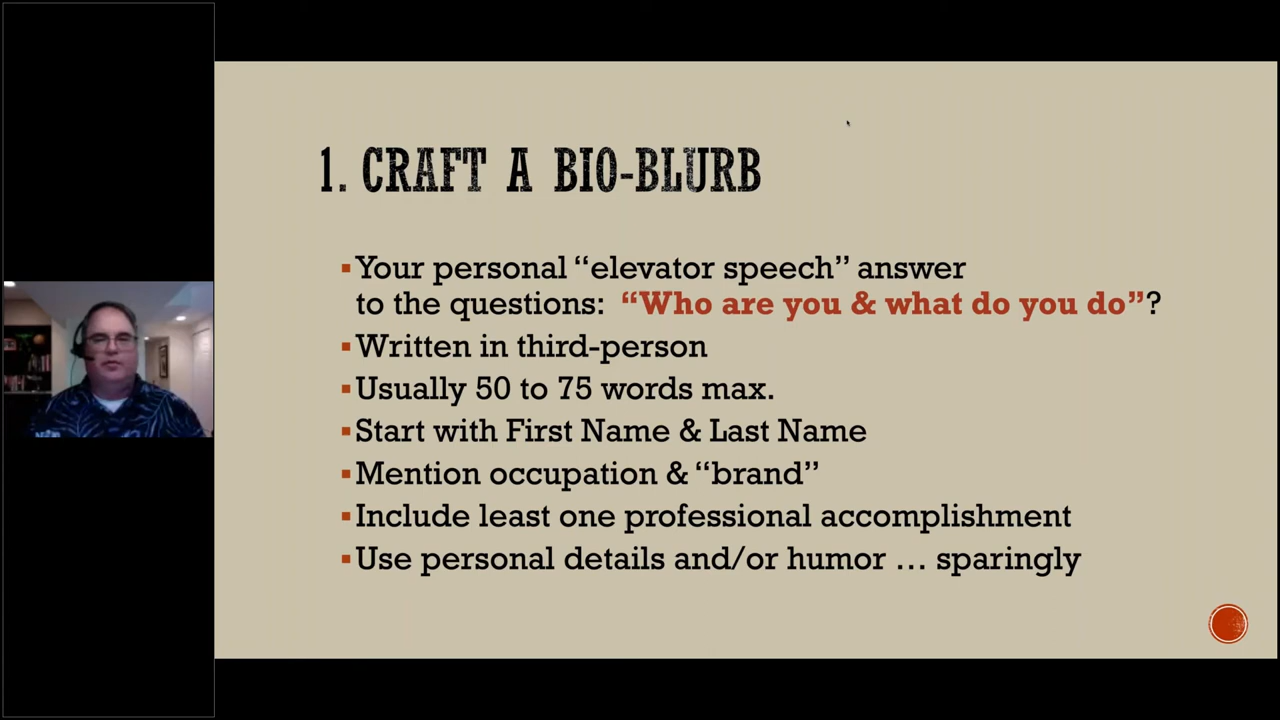 1. CRAFT A BIO-BLURB
▪Your personal “elevator speech” answer
to the questions: “Who are you & what do you do”?
▪Written in third-person
▪Usually 50 to 75 words max.
▪Start with First Name & Last Name
▪Mention occupation & “brand”
▪Include least one professional accomplishment
▪Use personal details and/or humor … sparingly